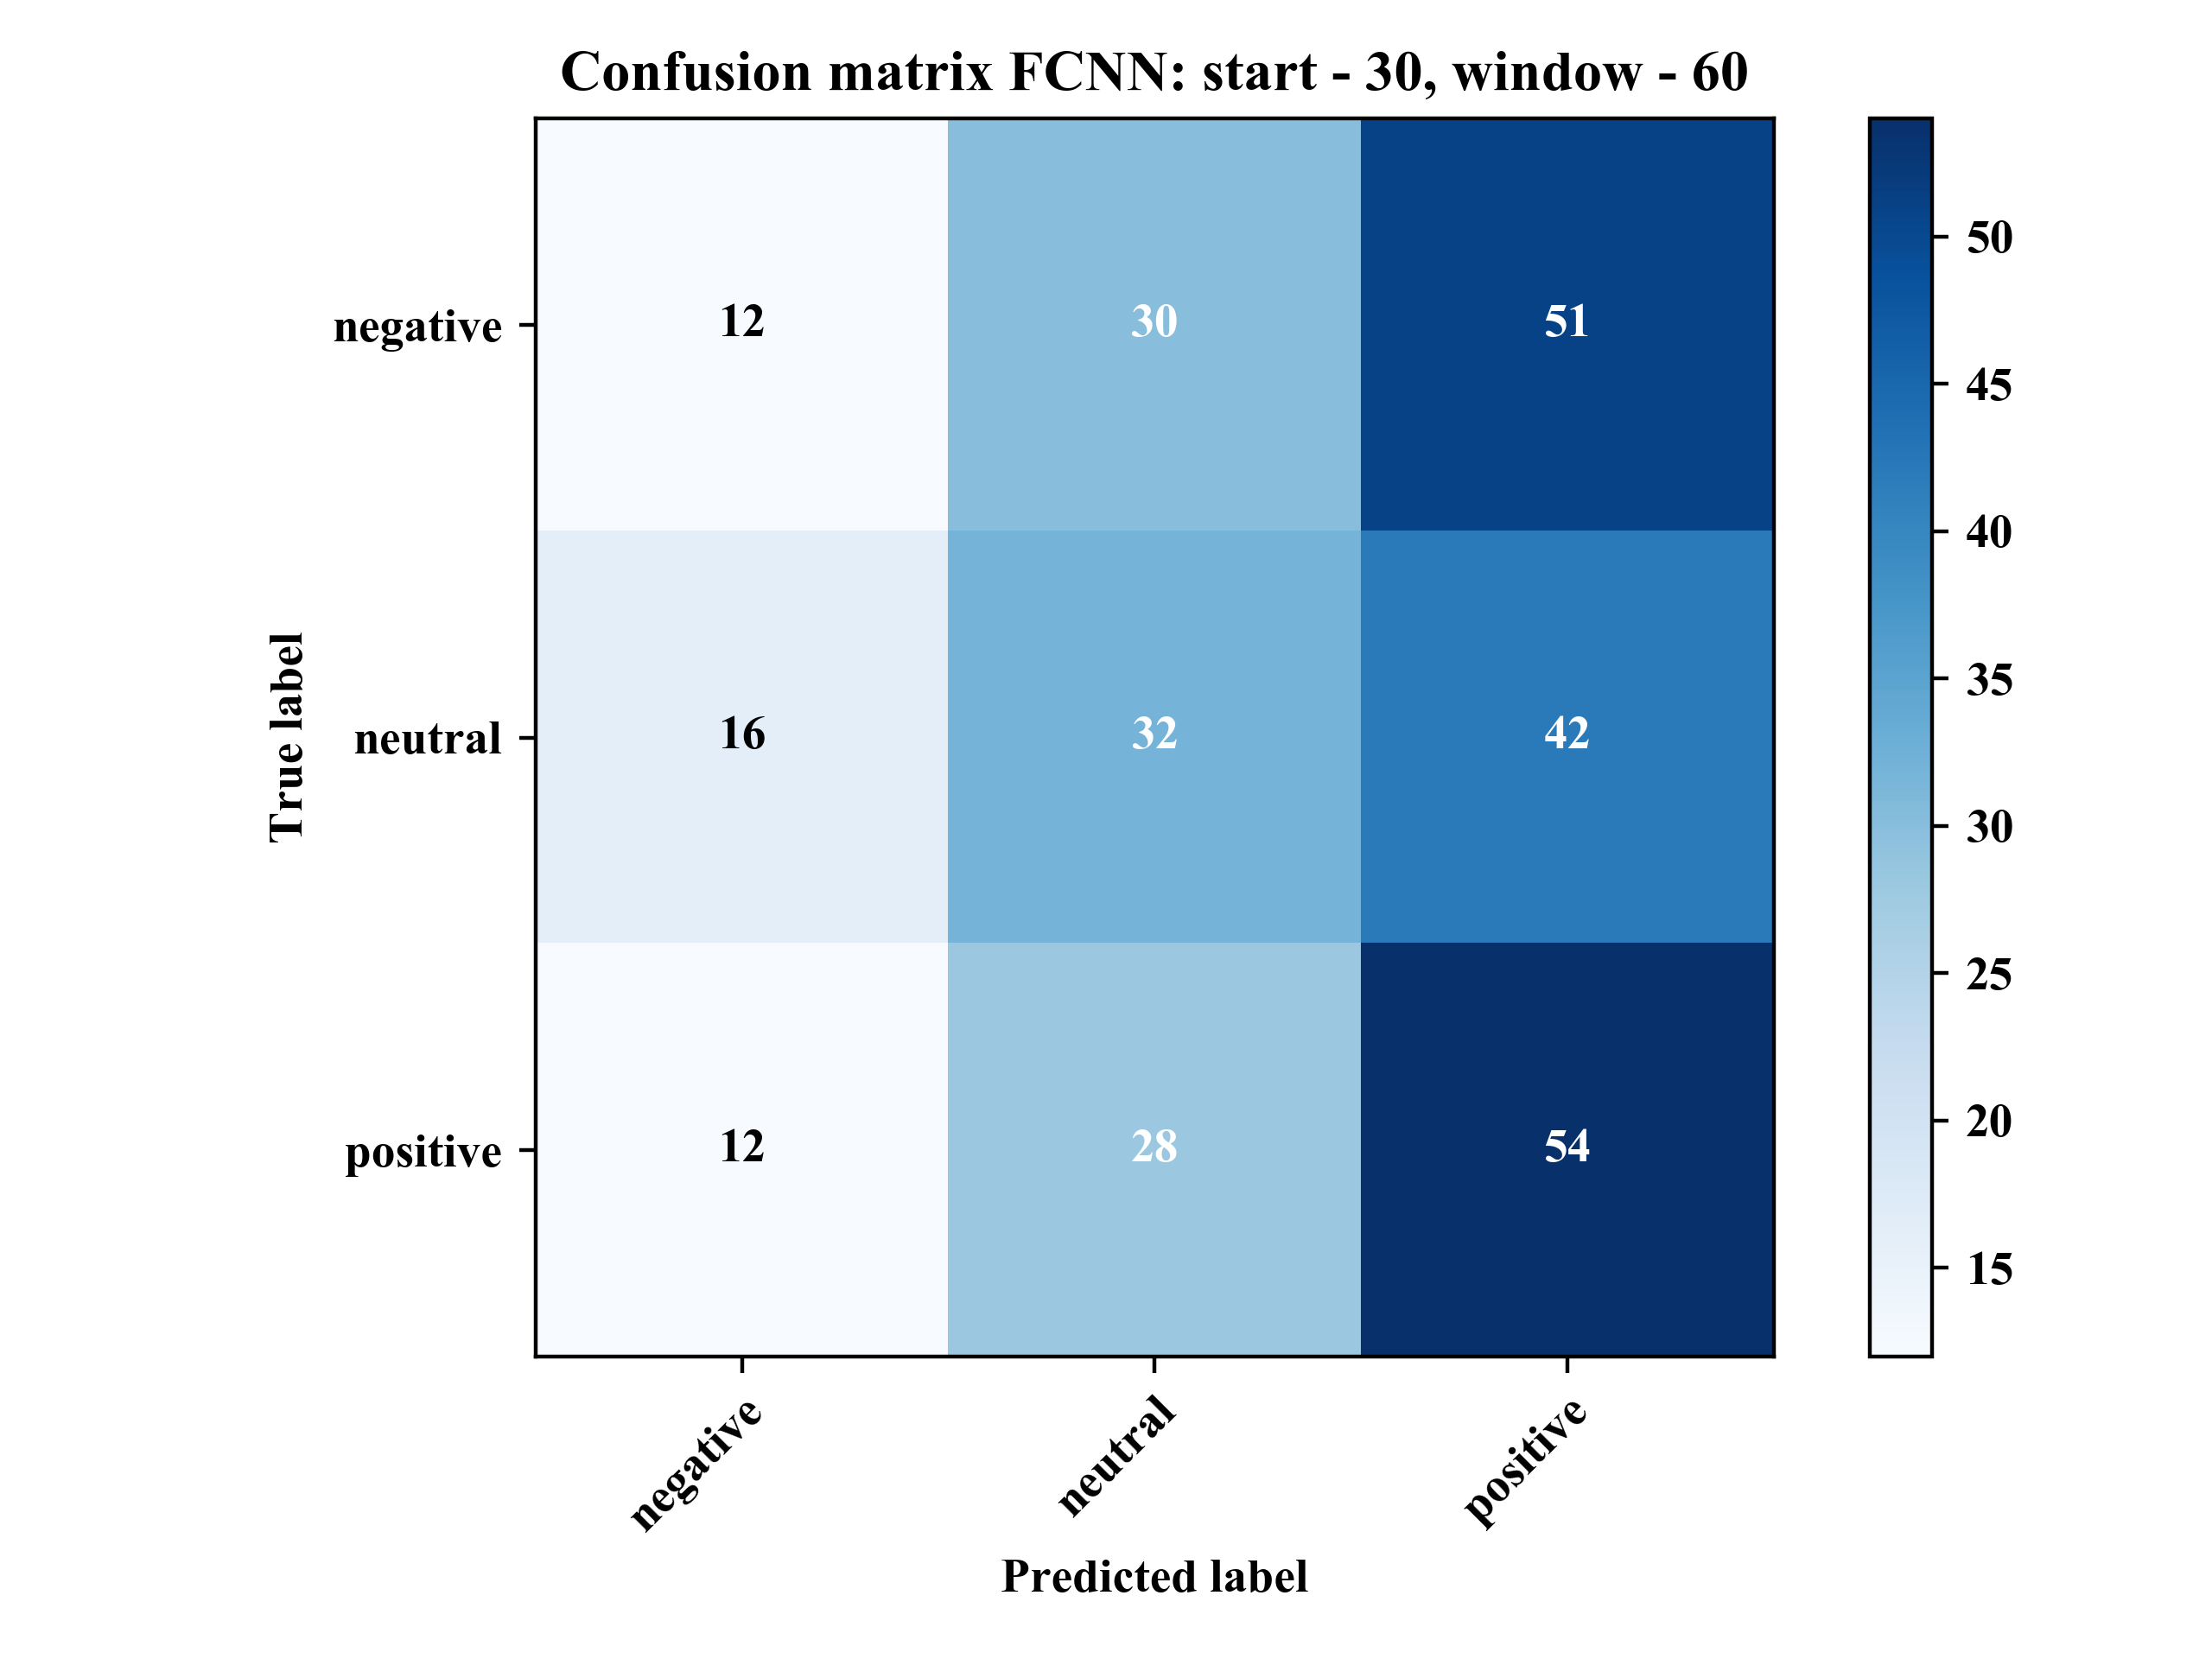 Confusion matrix FCNN: start - 30, window - 60
True label
negative 12 30 51
neutral 16 32 42
positive 12 28 54
negative neutral positive
Predicted label
50
45
40
35
30
25
20
15